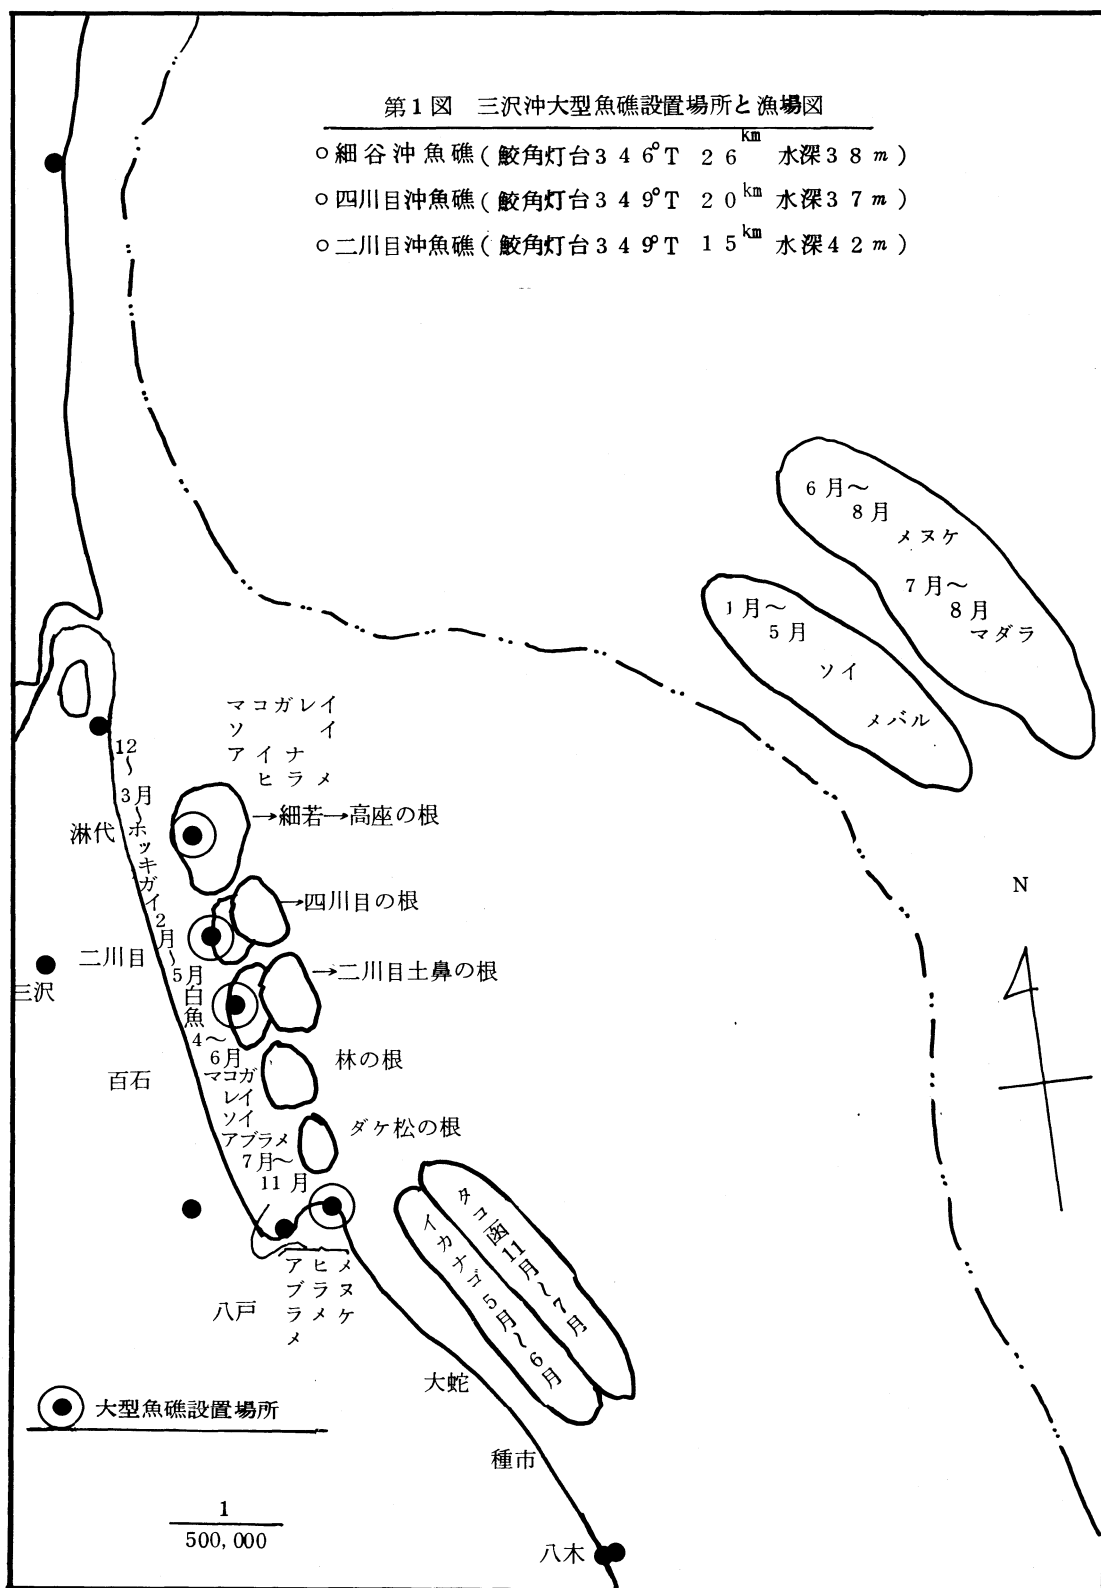 第1図 三沢沖大型魚礁設置場所と漁場図
○細谷沖魚礁(鮫角灯台346°T 26km 水深38m)
○四川目沖魚礁(鮫角灯台349°T 20km 水深37m)
○二川目沖魚礁(鮫角灯台349°T 15km 水深42m)
6月〜
8月
メヌケ
7月〜
8月
マダラ
1月〜
5月
ソイ
メバル
マコガレイ
ソイ
アイナ
ヒラメ
12
〜
3月
〜
ホッキガイ
→細若→高座の根
淋代
→四川目の根
2月
〜
5月
白魚
二川目
→二川目土鼻の根
三沢
4〜
6月
マコガ
レイ
ソイ
アブラメ
7月〜
11月
林の根
百石
ダケ松の根
N
タコ函11月〜7月
イカナゴ5月〜6月
アブラメ
ヒラメ
メヌケ
八戸
大蛇
大型魚礁設置場所
種市
1
500,000
八木